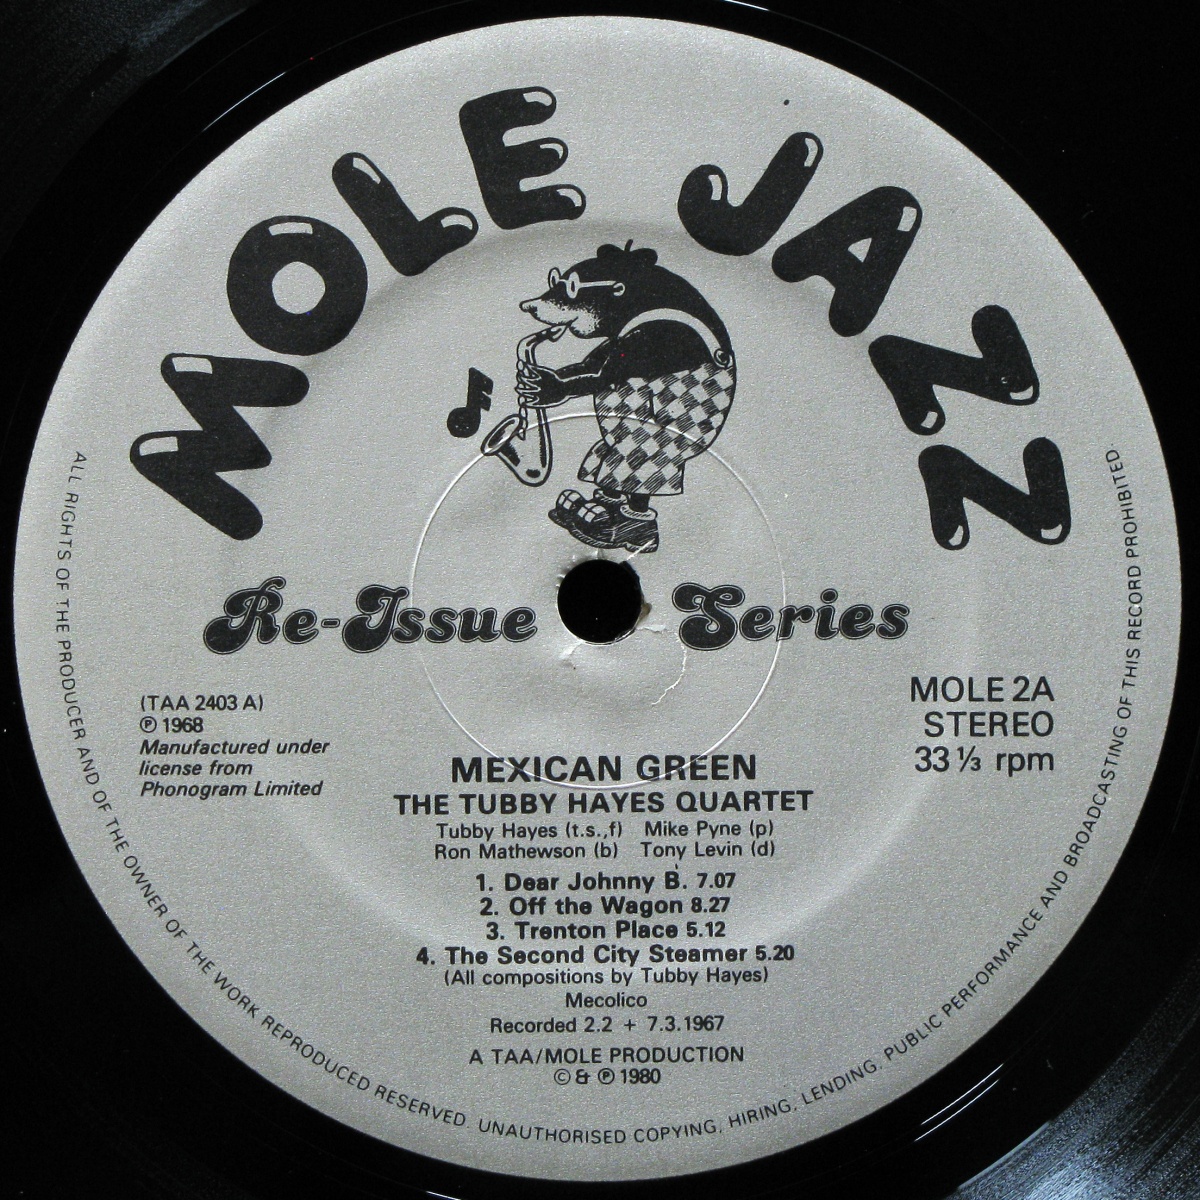 MOLE JAZZ
Re-Issue Series
(TAA 2403 A)
℗ 1968
Manufactured under
license from
Phonogram Limited
MOLE 2A
STEREO
33 ⅓ rpm
MEXICAN GREEN
THE TUBBY HAYES QUARTET
Tubby Hayes (t.s.,f) Mike Pyne (p)
Ron Mathewson (b) Tony Levin (d)
1. Dear Johnny B. 7.07
2. Off the Wagon 8.27
3. Trenton Place 5.12
4. The Second City Steamer 5.20
(All compositions by Tubby Hayes)
Mecolico
Recorded 2.2 + 7.3.1967
A TAA/MOLE PRODUCTION
© & ℗ 1980
ALL RIGHTS OF THE PRODUCER AND OF THE OWNER OF THE WORK REPRODUCED RESERVED. UNAUTHORISED COPYING, HIRING, LENDING, PUBLIC PERFORMANCE AND BROADCASTING OF THIS RECORD PROHIBITED.